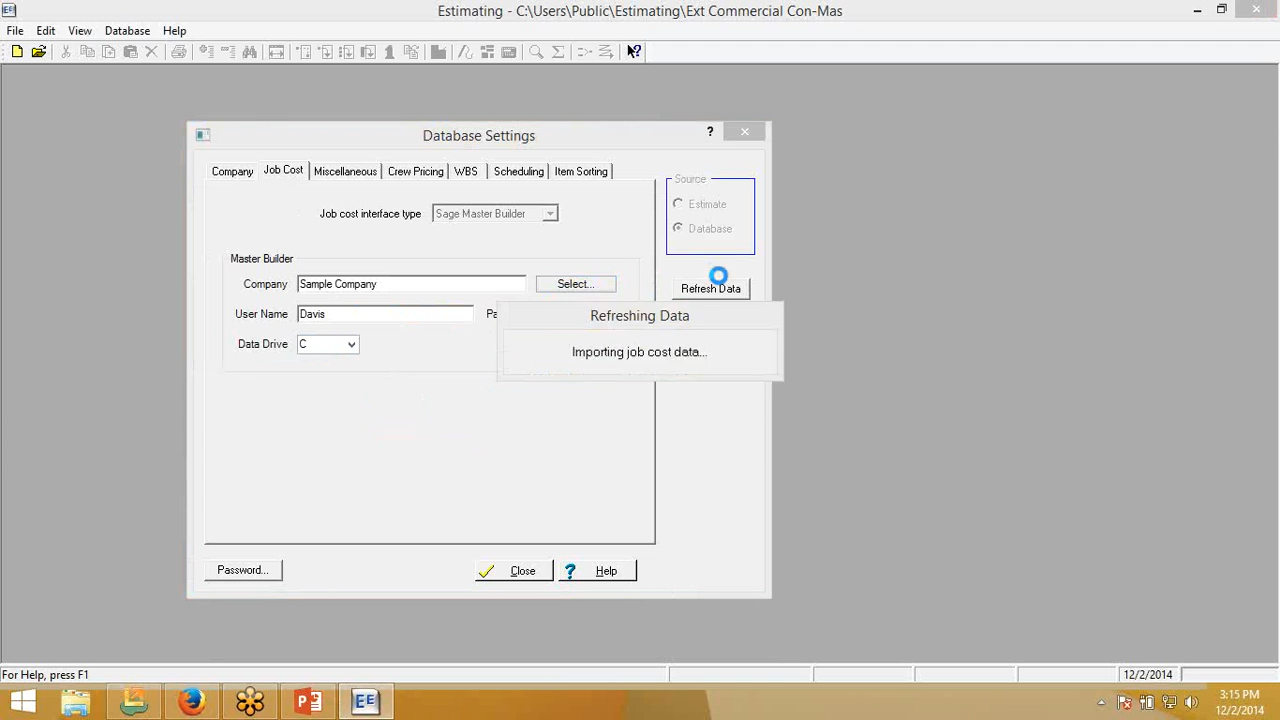 Estimating - C:\Users\Public\Estimating\Ext Commercial Con-Mas
File Edit View Database Help
Database Settings
?
Company Job Cost Miscellaneous Crew Pricing WBS Scheduling Item Sorting
Source
Estimate
Database
Job cost interface type Sage Master Builder
Master Builder
Company Sample Company Select...
Refresh Data
User Name Davis Pa
Data Drive C
Refreshing Data
Importing job cost data...
Password... Close ? Help
For Help, press F1
12/2/2014
EE
3:15 PM
12/2/2014